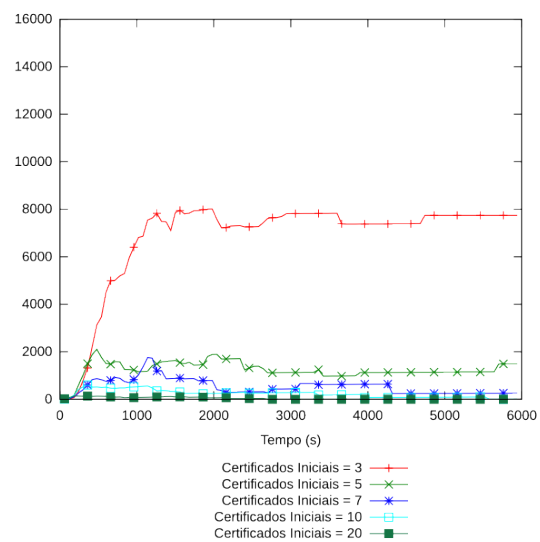 16000
14000
12000
10000
8000
6000
4000
2000
0
0 1000 2000 3000 4000 5000 6000
Tempo (s)
Certificados Iniciais = 3
Certificados Iniciais = 5
Certificados Iniciais = 7
Certificados Iniciais = 10
Certificados Iniciais = 20